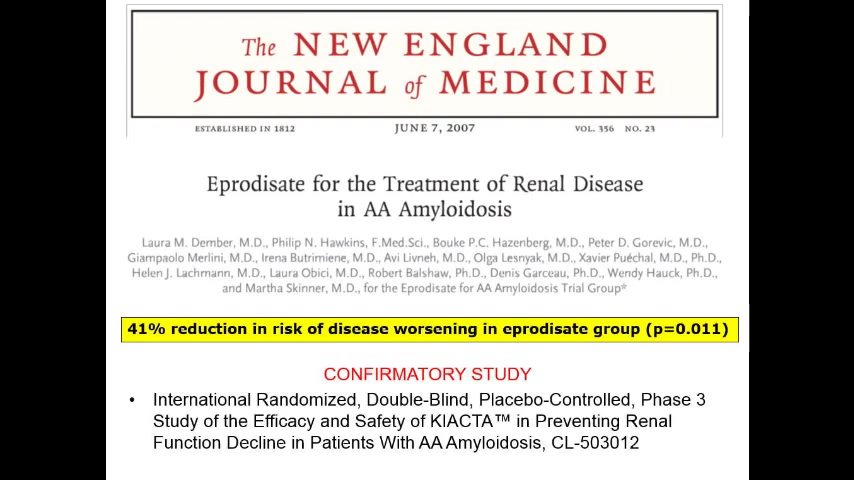 The NEW ENGLAND
JOURNAL of MEDICINE
ESTABLISHED IN 1812 JUNE 7, 2007 VOL. 356 NO. 23
Eprodisate for the Treatment of Renal Disease
in AA Amyloidosis
Laura M. Dember, M.D., Philip N. Hawkins, F.Med.Sci., Bouke P.C. Hazenberg, M.D., Peter D. Gorevic, M.D.,
Giampaolo Merlini, M.D., Irena Butrimiene, M.D., Avi Livneh, M.D., Olga Lesnyak, M.D., Xavier Puéchal, M.D., Ph.D.,
Helen J. Lachmann, M.D., Laura Obici, M.D., Robert Balshaw, Ph.D., Denis Garceau, Ph.D., Wendy Hauck, Ph.D.,
and Martha Skinner, M.D., for the Eprodisate for AA Amyloidosis Trial Group*
41% reduction in risk of disease worsening in eprodisate group (p=0.011)
CONFIRMATORY STUDY
• International Randomized, Double-Blind, Placebo-Controlled, Phase 3
Study of the Efficacy and Safety of KIACTA™ in Preventing Renal
Function Decline in Patients With AA Amyloidosis, CL-503012